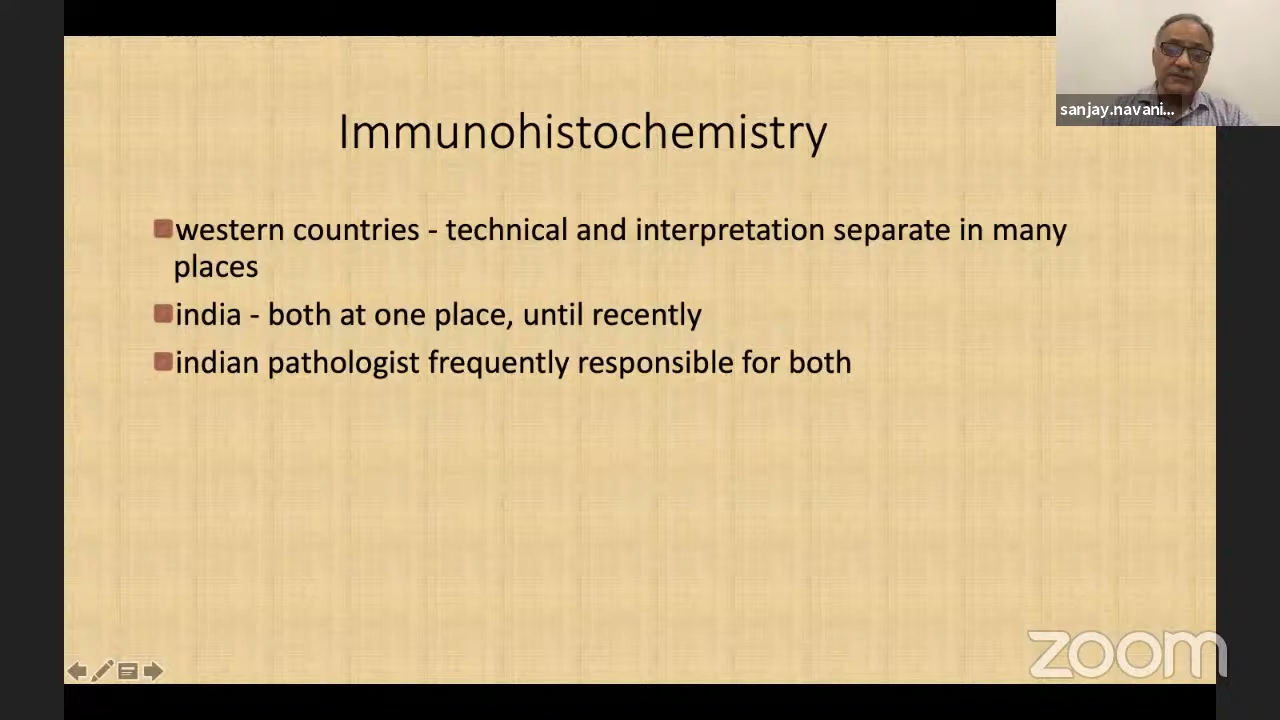 sanjay.navani...
Immunohistochemistry
western countries - technical and interpretation separate in many
places
india - both at one place, until recently
indian pathologist frequently responsible for both
zoom